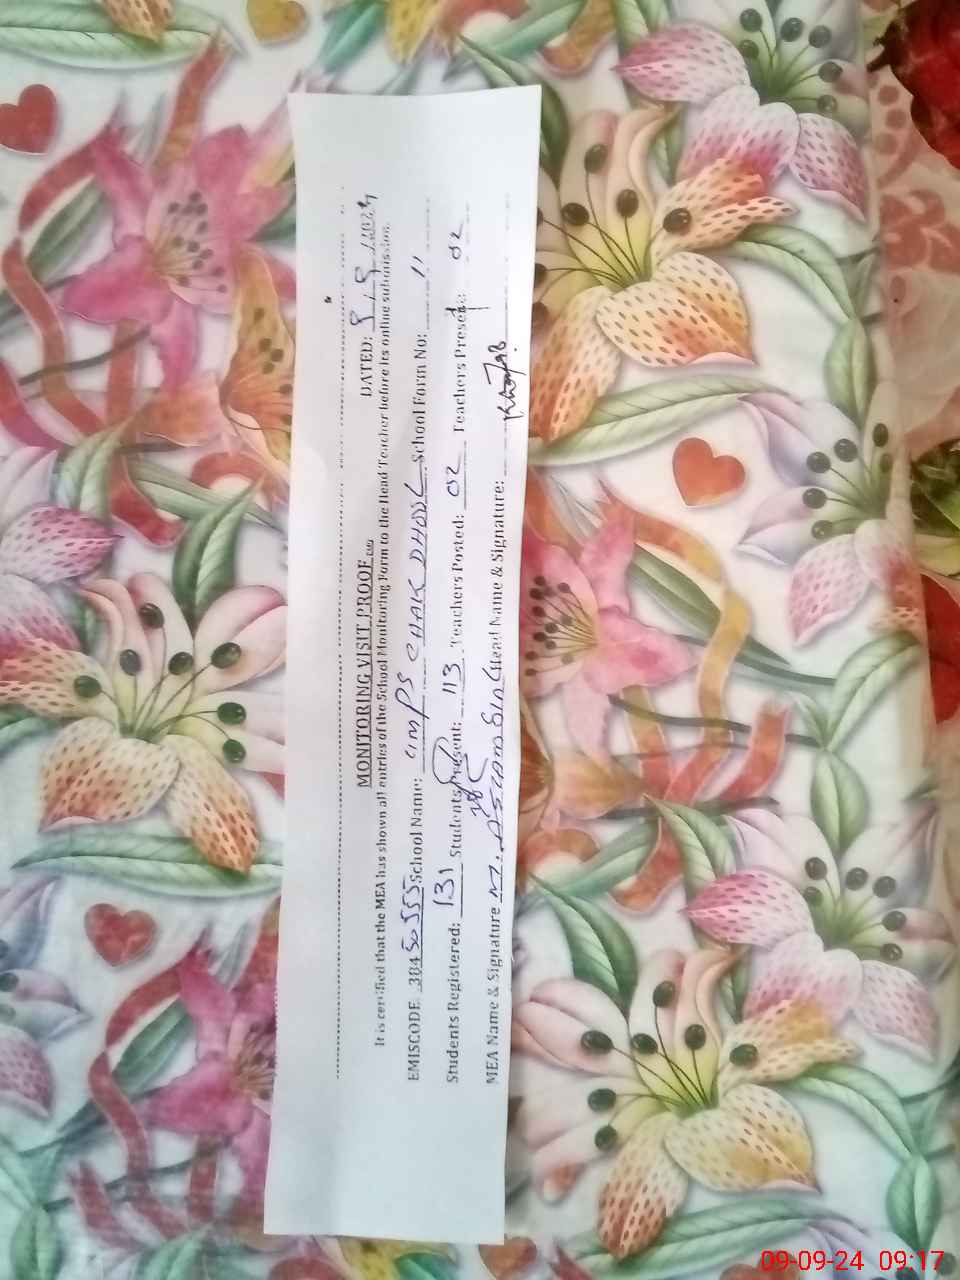 MONITORING VISIT PROOF
DATED: 9/9/2024
It is certified that the MEA has shown all entries of the School Monitoring Form to the Head Teacher before its online submission.
EMISCODE 30450555 School Name: GMPS CHAK DHOOL School Form No: 11
Students Registered: 131 Students Present: 113 Teachers Posted: 02 Teachers Present: 02
MEA Name & Signature M. Head Name & Signature:
09-09-24 09:17